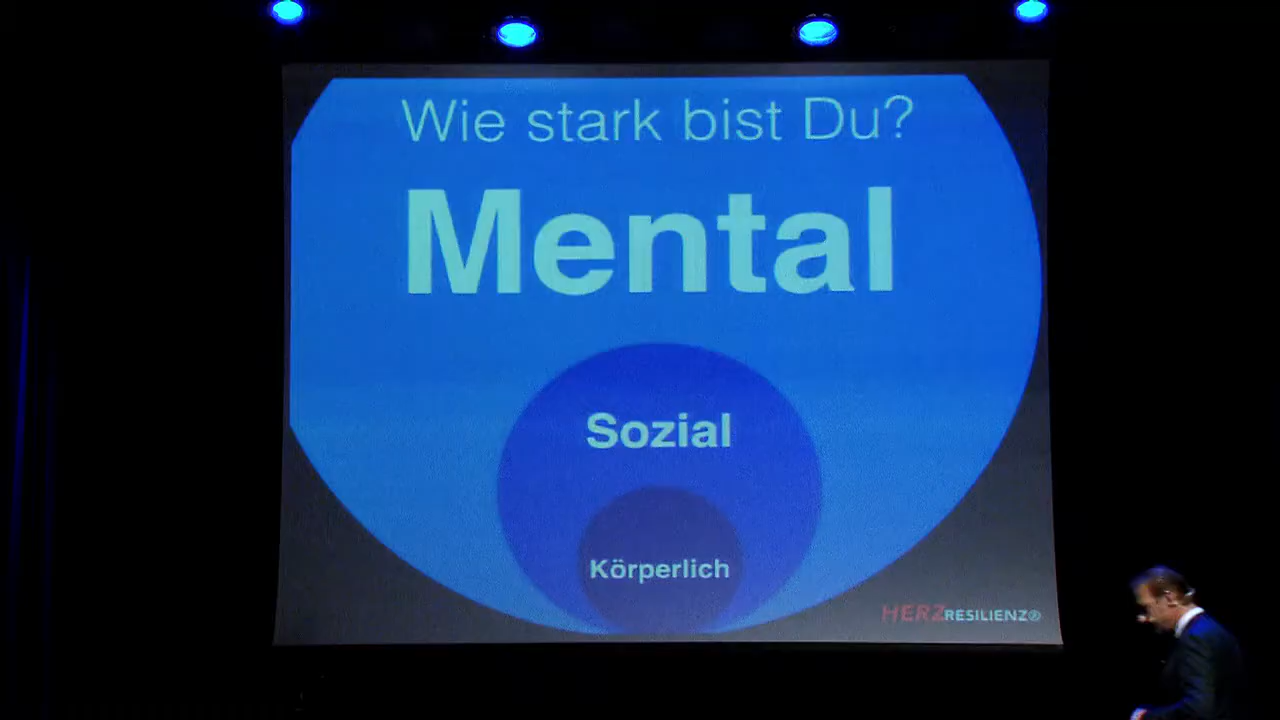 Wie stark bist Du?
Mental
Sozial
Körperlich
HERZRESILIENZ®